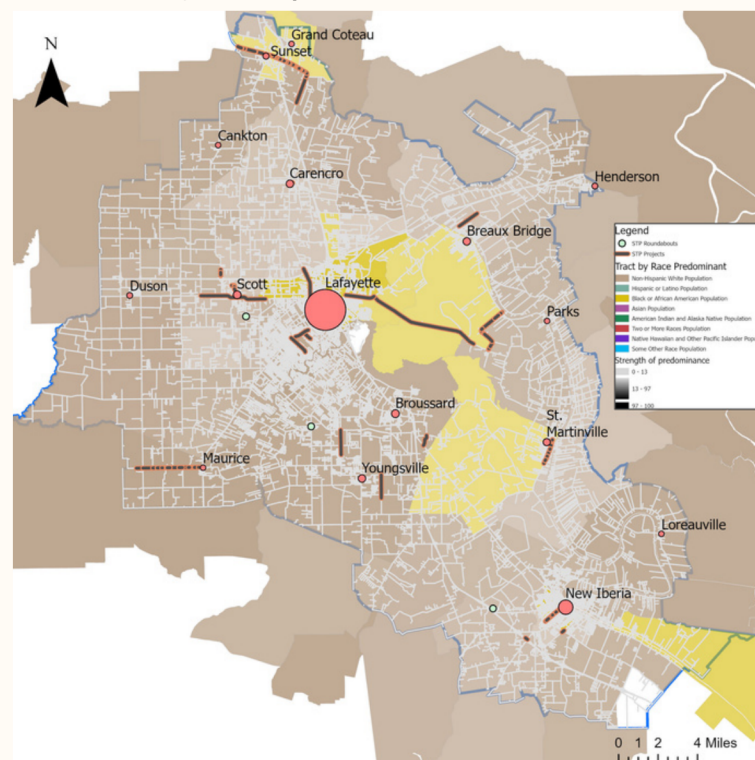 N
Grand Coteau
Sunset
Cankton
Carencro
Henderson
Breaux Bridge
Legend
STP Roundabouts
STP Projects
Tract by Race Predominant
Non-Hispanic White Population
Hispanic or Latino Population
Black or African American Population
Asian Population
American Indian and Alaska Native Population
Two or More Races Population
Native Hawaiian and Other Pacific Islander Popu
Some Other Race Population
Strength of predominance
0 - 13
13 - 97
97 - 100
Duson
Scott
Lafayette
Parks
Broussard
St.
Martinville
Maurice
Youngsville
Loreauville
New Iberia
0 1 2 4 Miles